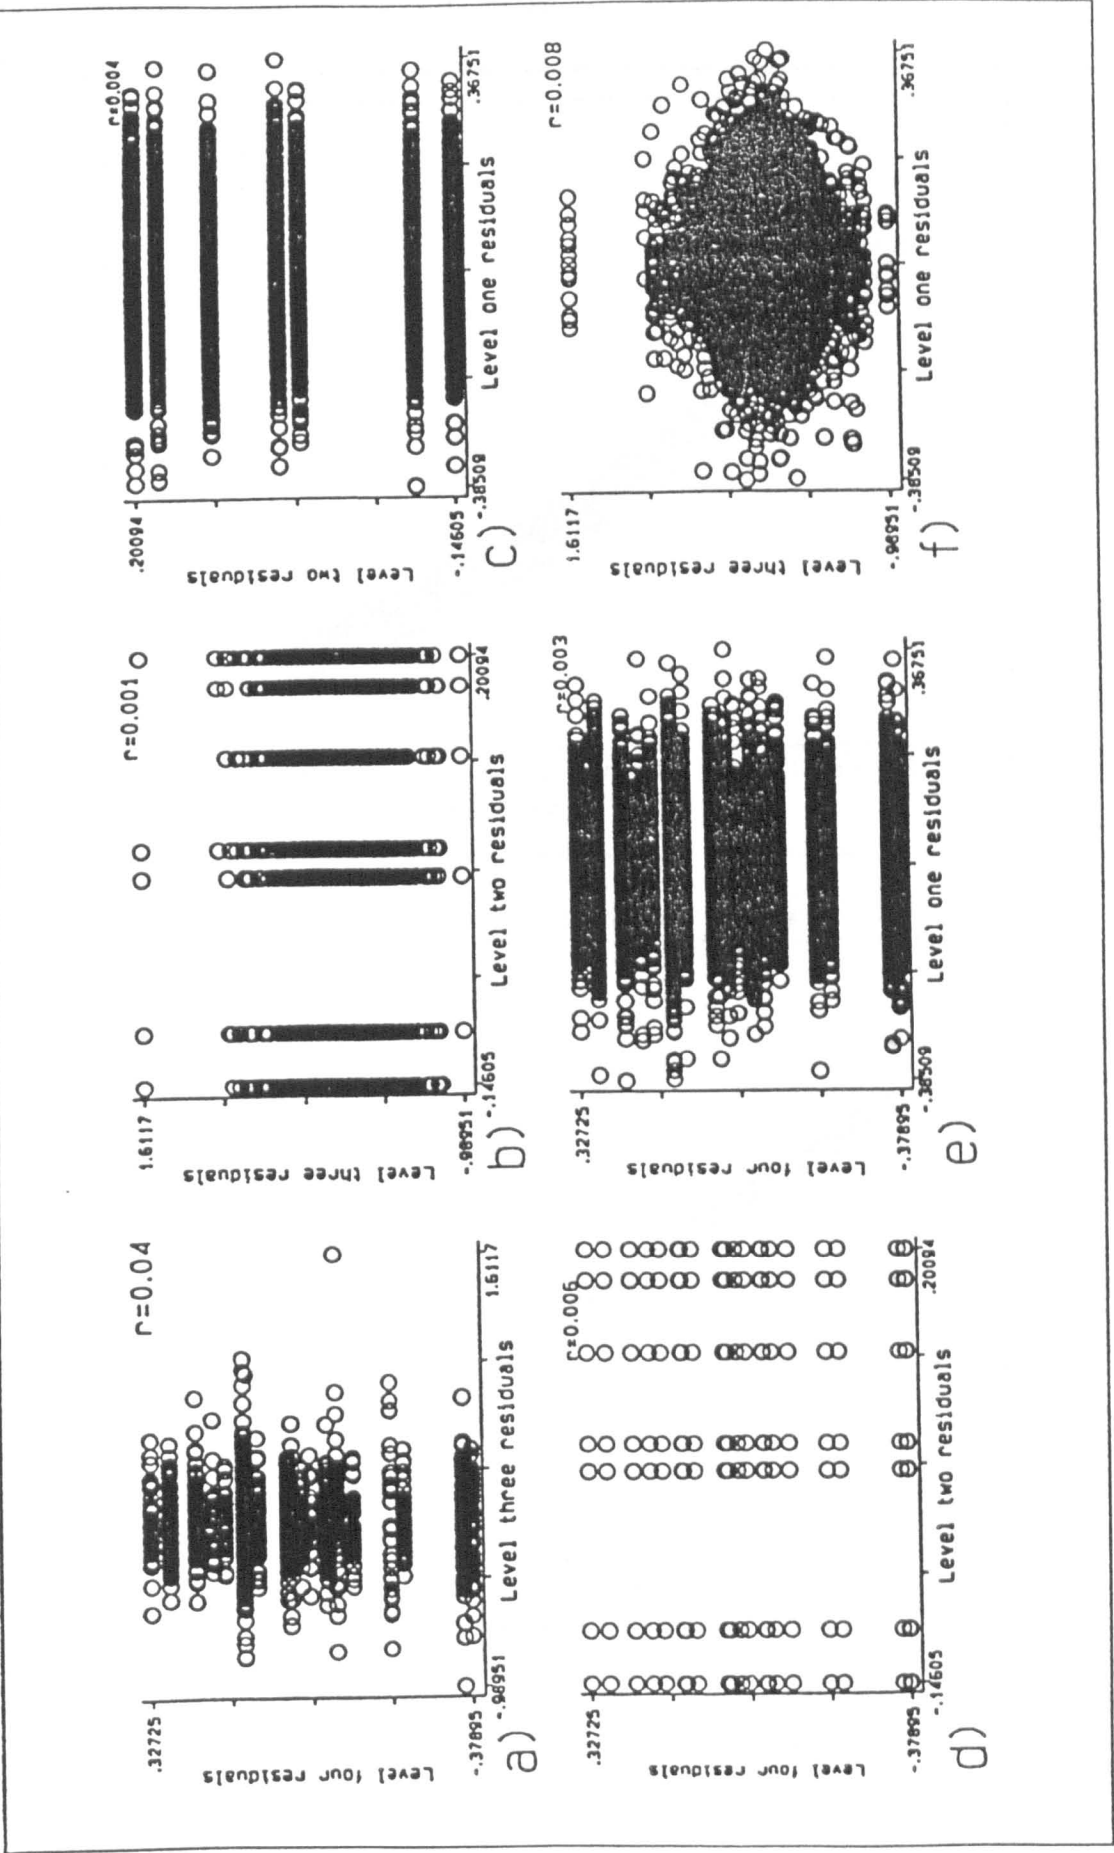 r=0.04
.32725
Level four residuals
-.37895
-.98951
Level three residuals
1.6117
a)
r=0.001
1.6117
Level three residuals
-.98951
-.14605
Level two residuals
.20094
b)
r=0.004
.20094
Level two residuals
-.14605
-.38509
Level one residuals
.36751
c)
r=0.006
.32725
Level four residuals
-.37895
-.14605
Level two residuals
.20094
d)
r=0.003
.32725
Level four residuals
-.37895
-.38509
Level one residuals
.36751
e)
r=0.008
1.6117
Level three residuals
-.98951
-.38509
Level one residuals
.36751
f)